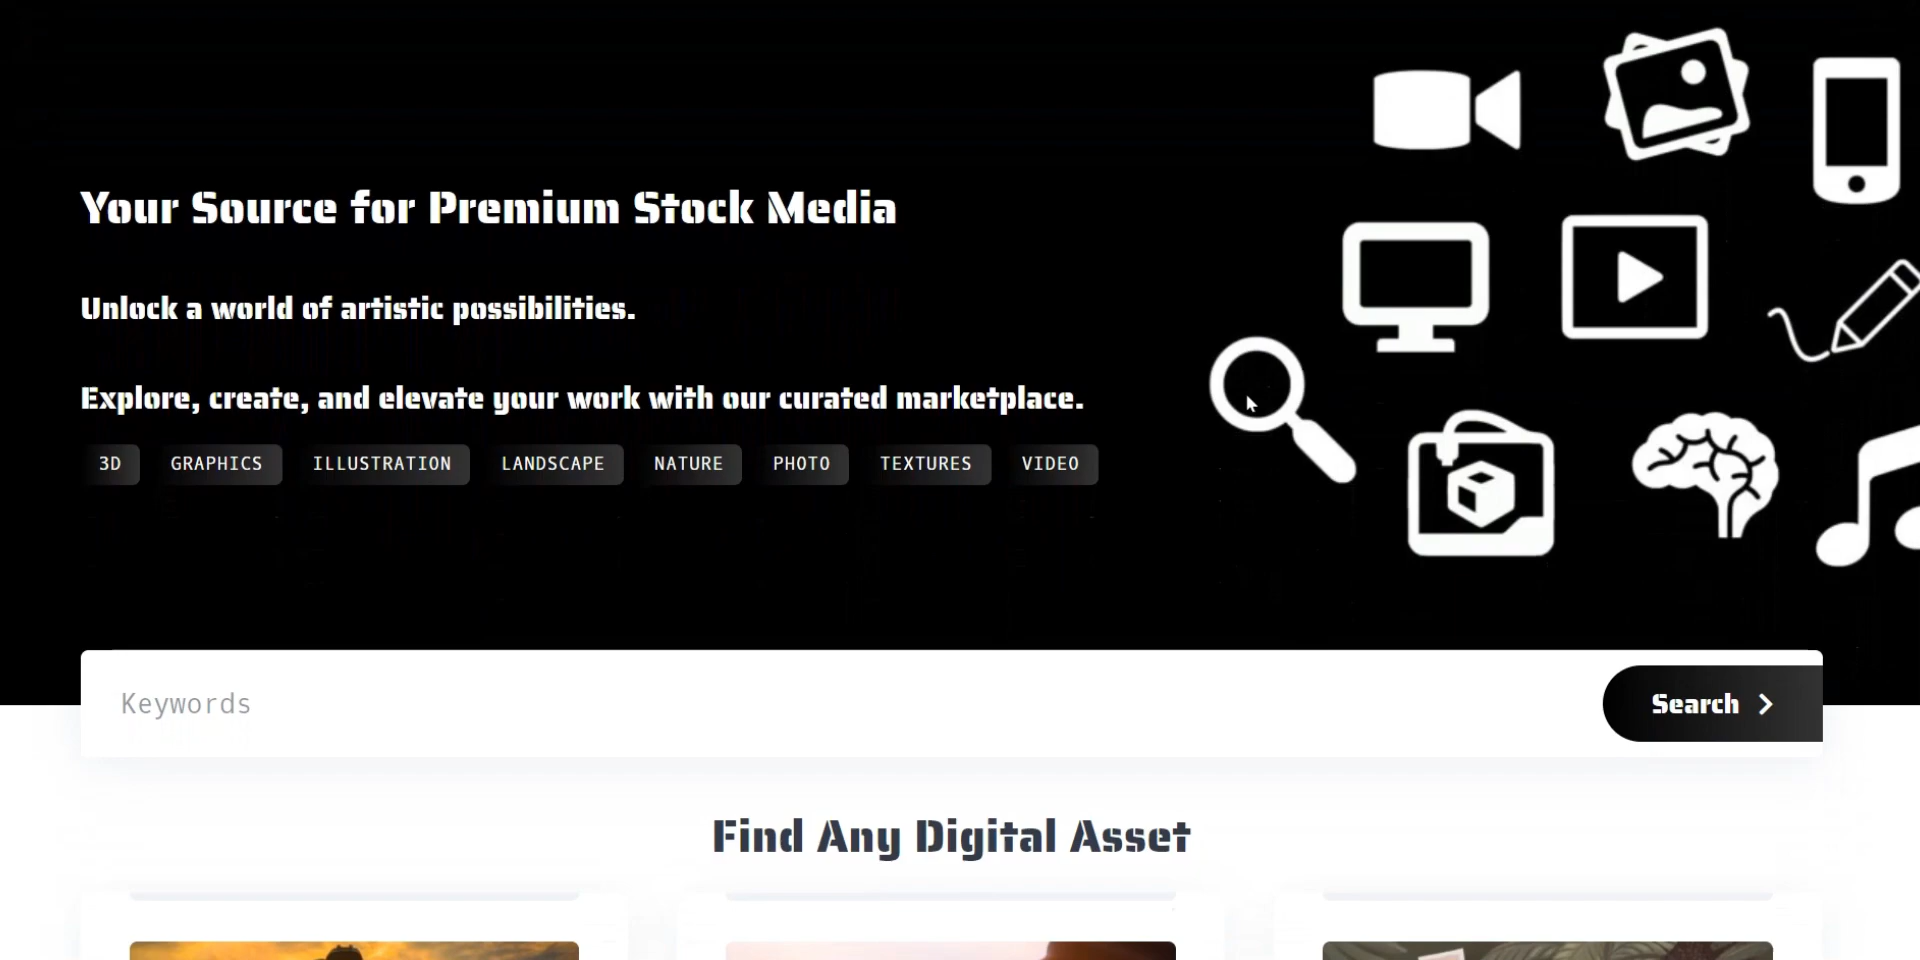 Your Source for Premium Stock Media
Unlock a world of artistic possibilities.
Explore, create, and elevate your work with our curated marketplace.
3D GRAPHICS ILLUSTRATION LANDSCAPE NATURE PHOTO TEXTURES VIDEO
Keywords Search
Find Any Digital Asset